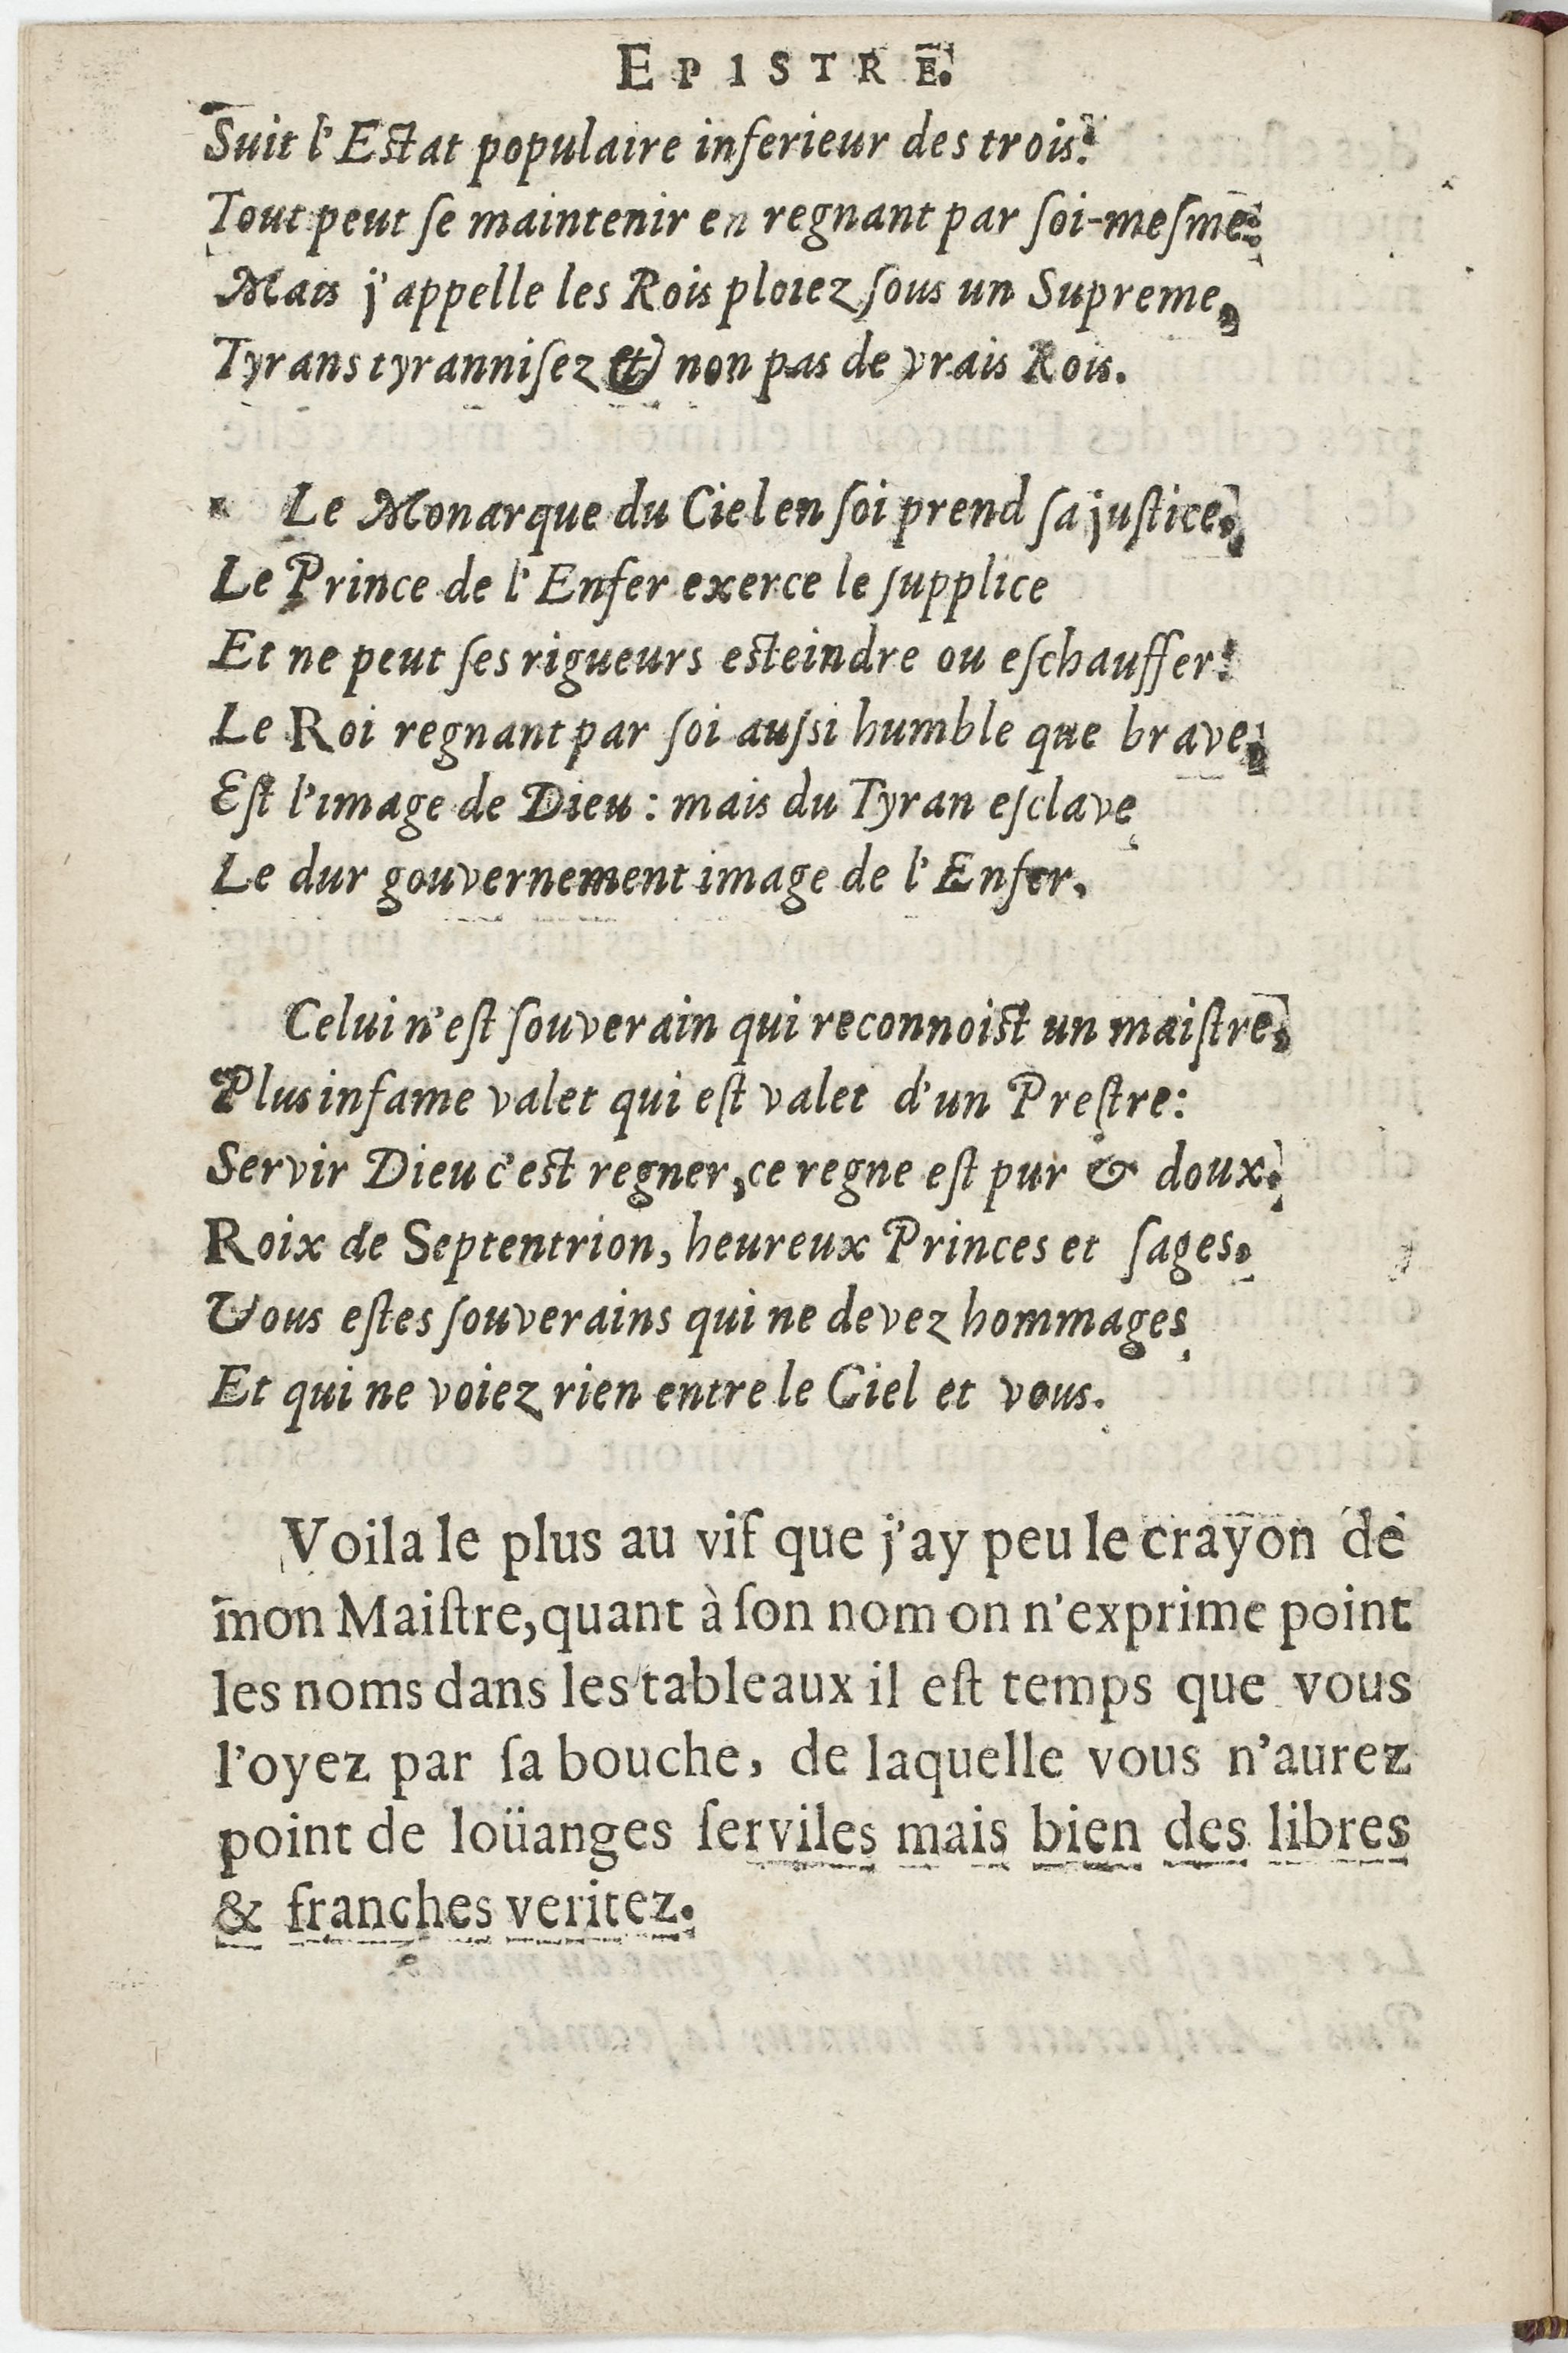 EPISTRE.
Suit l'Estat populaire inferieur des trois:
Tout peut ſe maintenir en regnant par ſoi-meſme:
Mais j'appelle les Rois ploiez ſous un Supreme,
Tyrans tyranniſez et non pas de vrais Rois.
Le Monarque du Ciel en ſoi prend ſa juſtice,
Le Prince de l'Enfer exerce le ſupplice
Et ne peut ſes rigueurs esteindre ou eſchauffer:
Le Roi regnant par ſoi auſsi humble que brave,
Eſt l'image de Dieu: mais du Tyran eſclave
Le dur gouvernement image de l'Enfer.
Celui n'eſt ſouverain qui reconnoist un maiſtre,
Plus infame valet qui eſt valet d'un Preſtre:
Servir Dieu c'est regner, ce regne eſt pur & doux.
Roix de Septentrion, heureux Princes et ſages.
Vous eſtes ſouverains qui ne devez hommages
Et qui ne voiez rien entre le Ciel et vous.
Voila le plus au vif que j'ay peu le crayon de
mon Maiſtre, quant à ſon nom on n'exprime point
les noms dans les tableaux il eſt temps que vous
l'oyez par ſa bouche, de laquelle vous n'aurez
point de loüanges ſerviles mais bien des libres
& franches veritez.